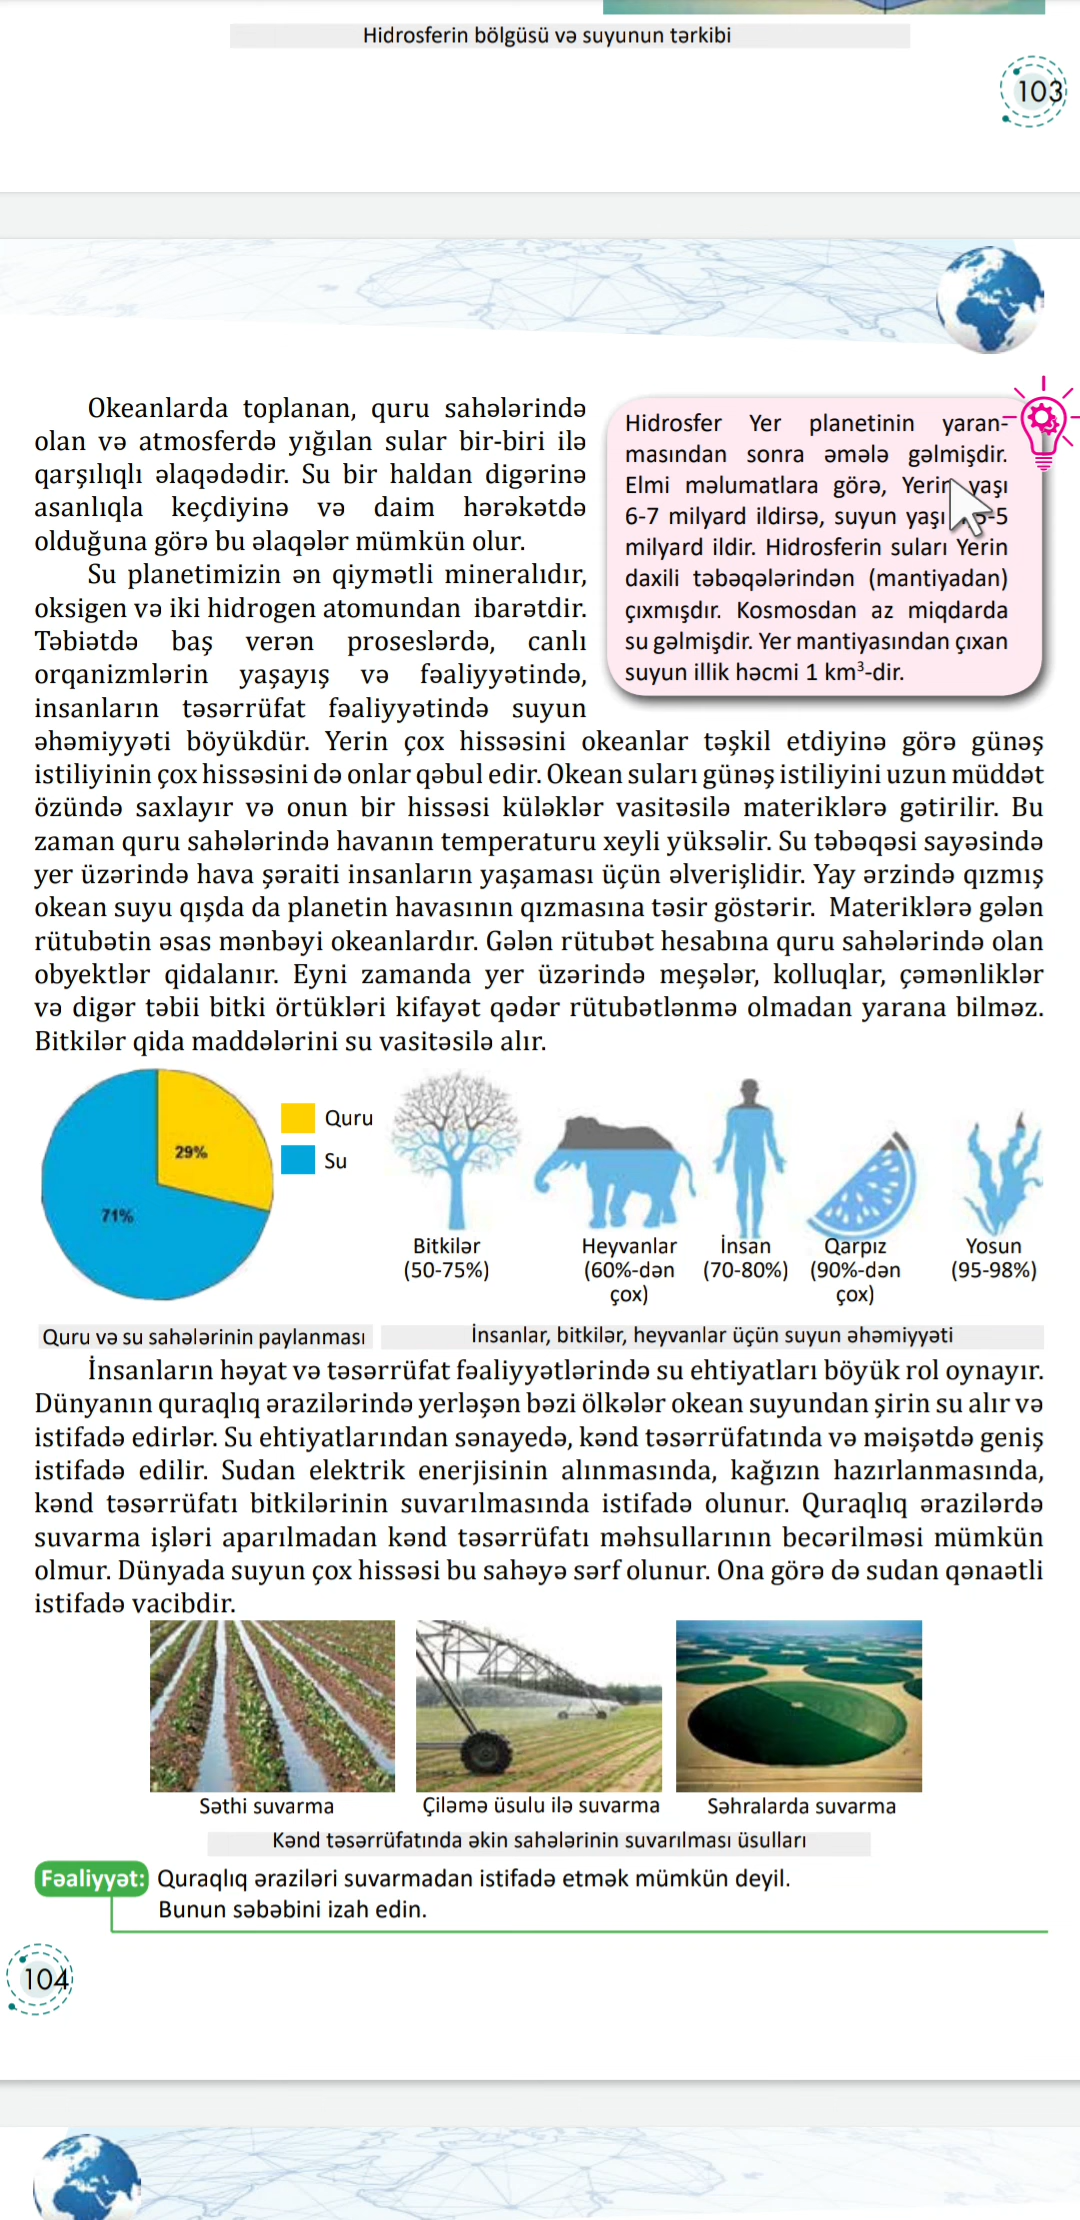 Hidrosferin bölgüsü və suyunun tərkibi
103
Okeanlarda toplanan, quru sahələrində
olan və atmosferdə yığılan sular bir-biri ilə
qarşılıqlı əlaqədədir. Su bir haldan digərinə
asanlıqla keçdiyinə və daim hərəkətdə
olduğuna görə bu əlaqələr mümkün olur.
Su planetimizin ən qiymətli mineralıdır,
oksigen və iki hidrogen atomundan ibarətdir.
Təbiətdə baş verən proseslərdə, canlı
orqanizmlərin yaşayış və fəaliyyətində,
insanların təsərrüfat fəaliyyətində suyun
əhəmiyyəti böyükdür. Yerin çox hissəsini okeanlar təşkil etdiyinə görə günəş
istiliyinin çox hissəsini də onlar qəbul edir. Okean suları günəş istiliyini uzun müddət
özündə saxlayır və onun bir hissəsi küləklər vasitəsilə materiklərə gətirilir. Bu
zaman quru sahələrində havanın temperaturu xeyli yüksəlir. Su təbəqəsi sayəsində
yer üzərində hava şəraiti insanların yaşaması üçün əlverişlidir. Yay ərzində qızmış
okean suyu qışda da planetin havasının qızmasına təsir göstərir. Materiklərə gələn
rütubətin əsas mənbəyi okeanlardır. Gələn rütubət hesabına quru sahələrində olan
obyektlər qidalanır. Eyni zamanda yer üzərində meşələr, kolluqlar, çəmənliklər
və digər təbii bitki örtükləri kifayət qədər rütubətlənmə olmadan yarana bilməz.
Bitkilər qida maddələrini su vasitəsilə alır.
Hidrosfer Yer planetinin yaran-
masından sonra əmələ gəlmişdir.
Elmi məlumatlara görə, Yerin yaşı
6-7 milyard ildirsə, suyun yaşı
milyard ildir. Hidrosferin suları Yerin
daxili təbəqələrindən (mantiyadan)
çıxmışdır. Kosmosdan az miqdarda
su gəlmişdir. Yer mantiyasından çıxan
suyun illik həcmi 1 km³-dir.
29%
71%
Quru
Su
Bitkilər
(50-75%)
Heyvanlar
(60%-dən
çox)
İnsan
(70-80%)
Qarpız
(90%-dən
çox)
Yosun
(95-98%)
Quru və su sahələrinin paylanması
İnsanlar, bitkilər, heyvanlar üçün suyun əhəmiyyəti
İnsanların həyat və təsərrüfat fəaliyyətlərində su ehtiyatları böyük rol oynayır.
Dünyanın quraqlıq ərazilərində yerləşən bəzi ölkələr okean suyundan şirin su alır və
istifadə edirlər. Su ehtiyatlarından sənayedə, kənd təsərrüfatında və məişətdə geniş
istifadə edilir. Sudan elektrik enerjisinin alınmasında, kağızın hazırlanmasında,
kənd təsərrüfatı bitkilərinin suvarılmasında istifadə olunur. Quraqlıq ərazilərdə
suvarma işləri aparılmadan kənd təsərrüfatı məhsullarının becərilməsi mümkün
olmur. Dünyada suyun çox hissəsi bu sahəyə sərf olunur. Ona görə də sudan qənaətli
istifadə vacibdir.
Səthi suvarma
Çiləmə üsulu ilə suvarma
Səhralarda suvarma
Kənd təsərrüfatında əkin sahələrinin suvarılması üsulları
Fəaliyyət: Quraqlıq əraziləri suvarmadan istifadə etmək mümkün deyil.
Bunun səbəbini izah edin.
104